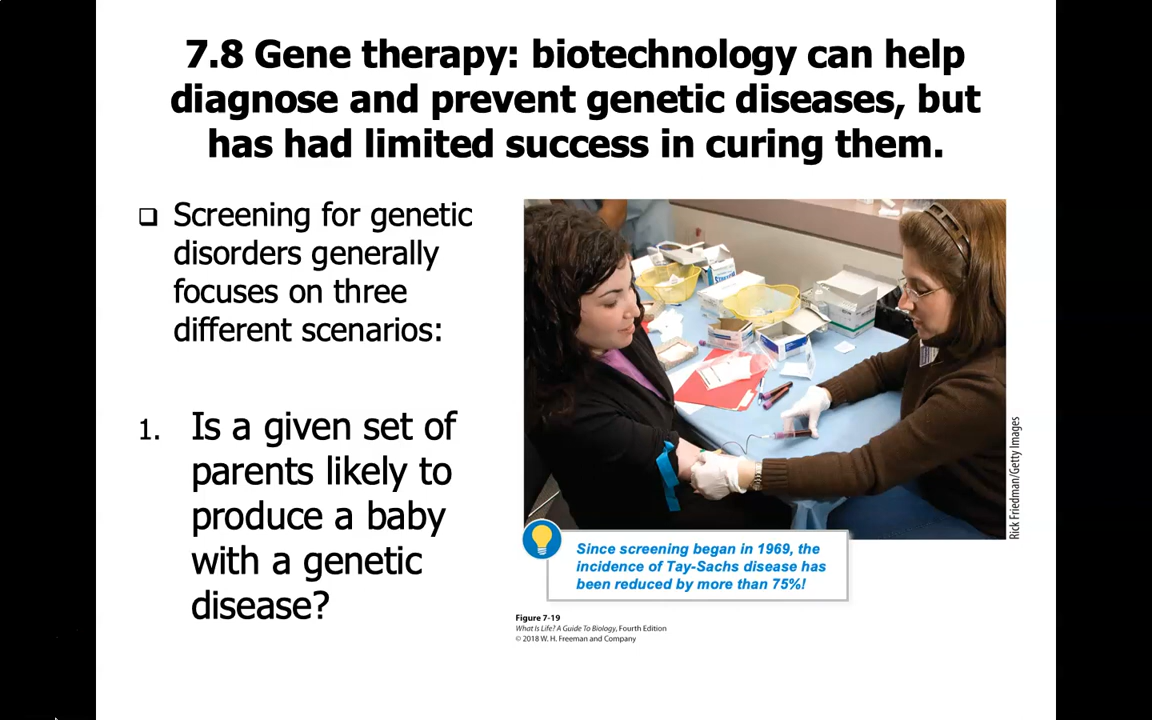 7.8 Gene therapy: biotechnology can help
diagnose and prevent genetic diseases, but
has had limited success in curing them.
❑ Screening for genetic
disorders generally
focuses on three
different scenarios:
1. Is a given set of
parents likely to
produce a baby
with a genetic
disease?
Rick Friedman/Getty Images
Since screening began in 1969, the
incidence of Tay-Sachs disease has
been reduced by more than 75%!
Figure 7-19
What Is Life? A Guide To Biology, Fourth Edition
© 2018 W. H. Freeman and Company